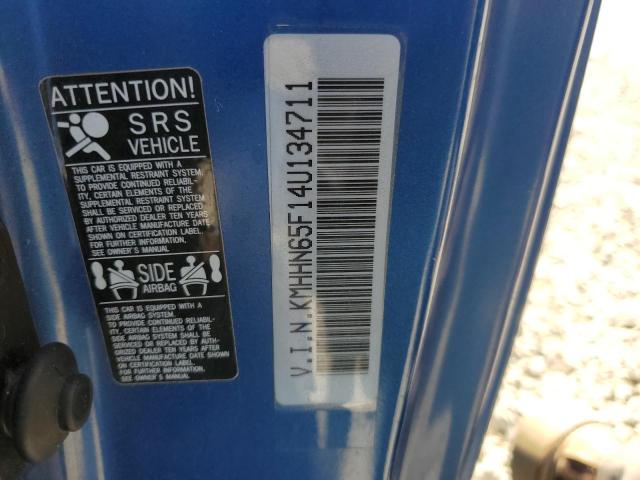 ATTENTION!
SRS
VEHICLE
THIS CAR IS EQUIPPED WITH A
SUPPLEMENTAL RESTRAINT SYSTEM.
TO PROVIDE CONTINUED RELIABIL-
ITY, CERTAIN ELEMENTS OF THE
SUPPLEMENTAL RESTRAINT SYSTEM
SHALL BE SERVICED OR REPLACED
BY AUTHORIZED DEALER TEN YEARS
AFTER VEHICLE MANUFACTURE DATE
SHOWN ON CERTIFICATION LABEL.
FOR FURTHER INFORMATION,
SEE OWNER'S MANUAL
SIDE
AIRBAG
THIS CAR IS EQUIPPED WITH A
SIDE AIRBAG SYSTEM.
TO PROVIDE CONTINUED RELIABIL-
ITY, CERTAIN ELEMENTS OF THE
SIDE AIRBAG SYSTEM SHALL BE
SERVICED OR REPLACED BY AUTH-
ORIZED DEALER TEN YEARS AFTER
VEHICLE MANUFACTURE DATE SHOWN
ON CERTIFICATION LABEL.
FOR FURTHER INFORMATION,
SEE OWNER'S MANUAL
V.I.N.KMHHN65F14U134711